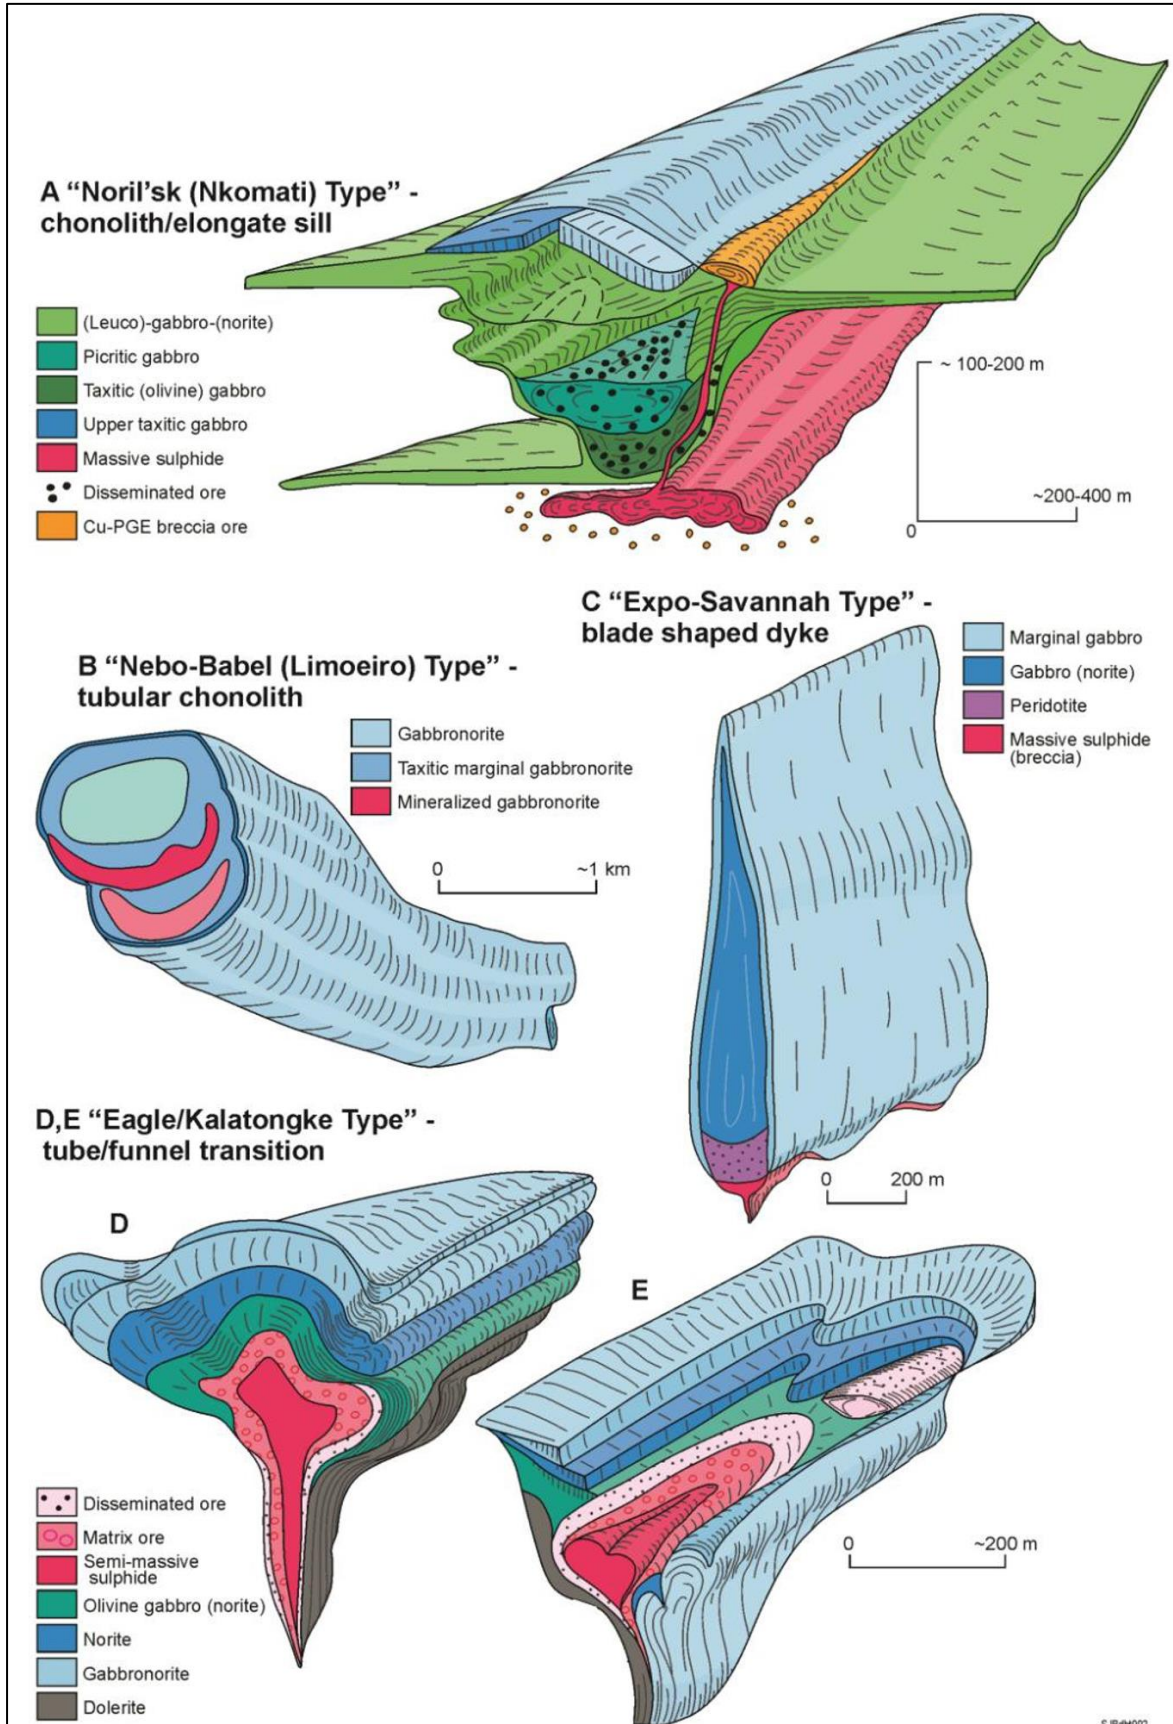 A “Noril’sk (Nkomati) Type” -
chonolith/elongate sill
(Leuco)-gabbro-(norite)
Picritic gabbro
Taxitic (olivine) gabbro
Upper taxitic gabbro
Massive sulphide
Disseminated ore
Cu-PGE breccia ore
~ 100-200 m
~200-400 m
0
B “Nebo-Babel (Limoeiro) Type” -
tubular chonolith
Gabbronorite
Taxitic marginal gabbronorite
Mineralized gabbronorite
0 ~1 km
C “Expo-Savannah Type” -
blade shaped dyke
Marginal gabbro
Gabbro (norite)
Peridotite
Massive sulphide
(breccia)
0 200 m
D,E “Eagle/Kalatongke Type” -
tube/funnel transition
D
E
Disseminated ore
Matrix ore
Semi-massive
sulphide
Olivine gabbro (norite)
Norite
Gabbronorite
Dolerite
0 ~200 m